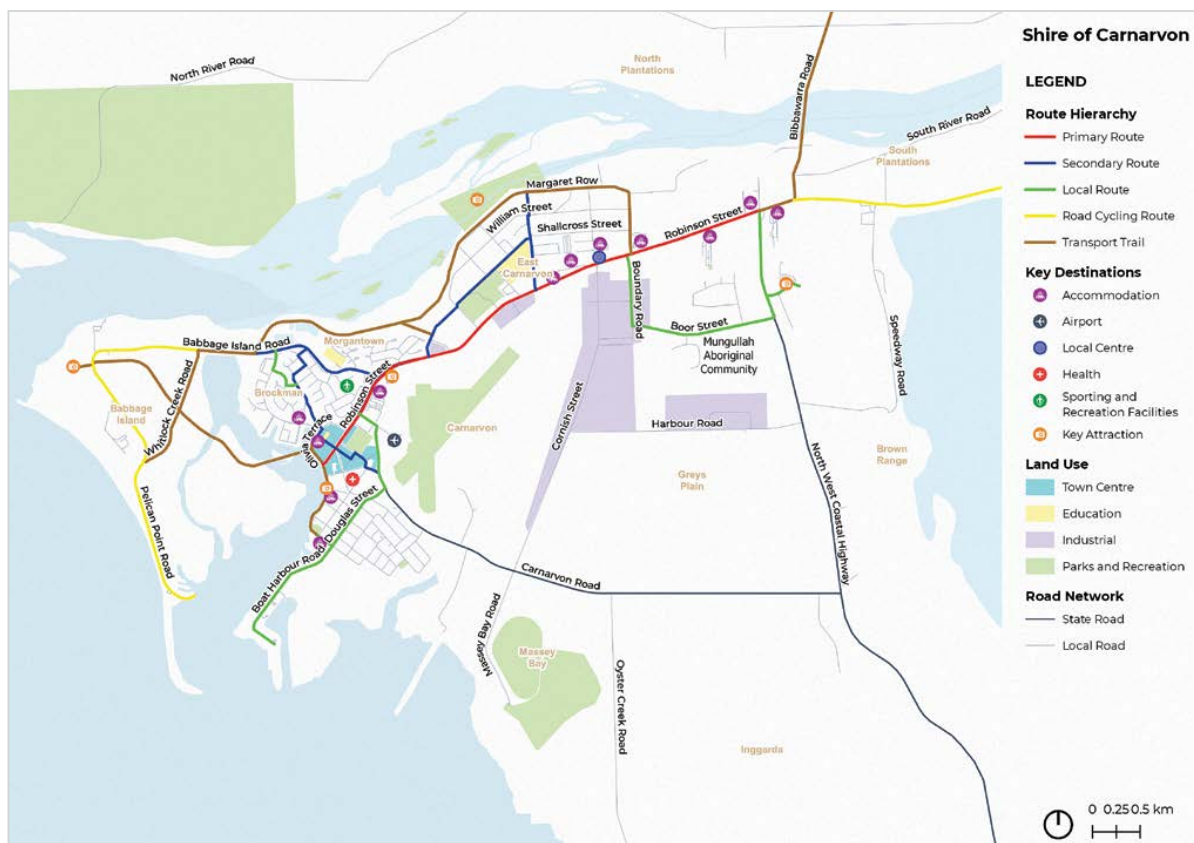 Shire of Carnarvon
LEGEND
Route Hierarchy
Primary Route
Secondary Route
Local Route
Road Cycling Route
Transport Trail
Key Destinations
Accommodation
Airport
Local Centre
Health
Sporting and
Recreation Facilities
Key Attraction
Land Use
Town Centre
Education
Industrial
Parks and Recreation
Road Network
State Road
Local Road
0 0.25 0.5 km
North River Road
North
Plantations
Bibbawarra Road
South River Road
South
Plantations
Margaret Row
William Street
Shallcross Street
Robinson Street
East
Carnarvon
Boundary Road
Boor Street
Mungullah
Aboriginal
Community
Speedway Road
Babbage Island Road
Morgantown
Brockman
Robinson Street
Whitlock Creek Road
Babbage
Island
Olivia Terrace
Carnarvon
Cornish Street
Harbour Road
Greys
Plain
Brown
Range
North West Coastal Highway
Pelican Point Road
Boat Harbour Road/Douglas Street
Carnarvon Road
Massey Bay Road
Massey
Bay
Oyster Creek Road
Inggarda